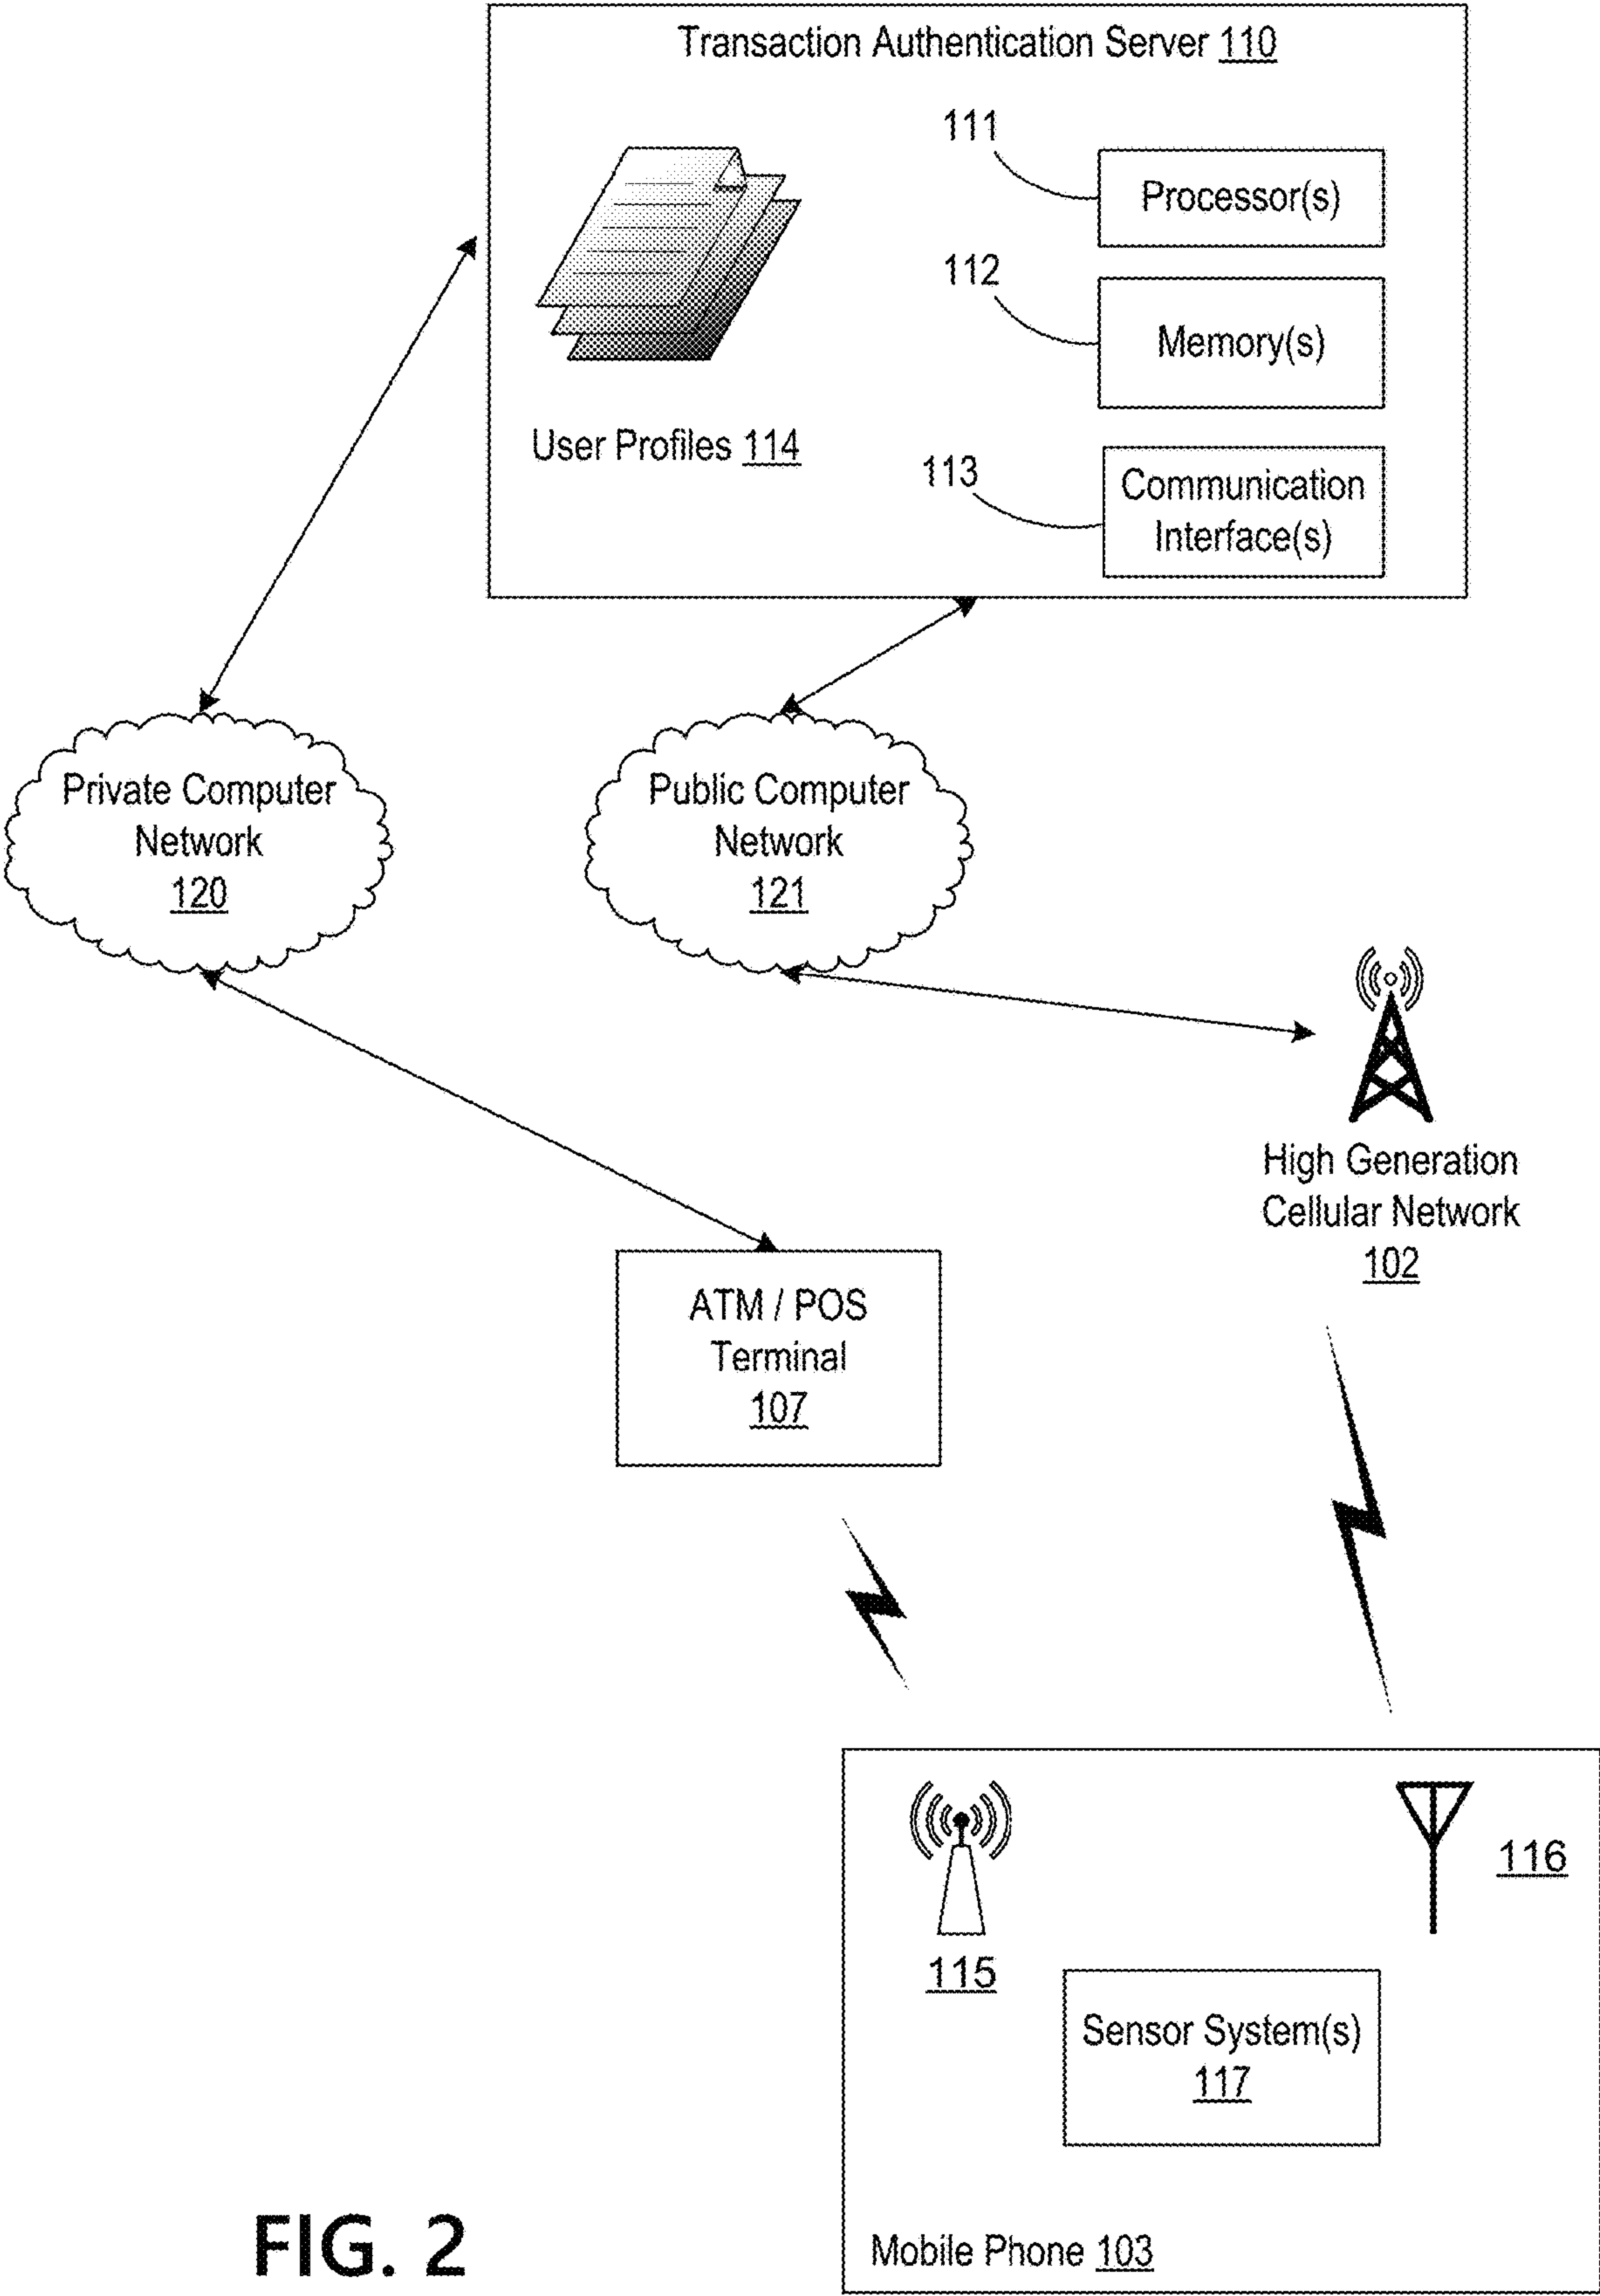 Transaction Authentication Server 110
111
Processor(s)
112
Memory(s)
User Profiles 114
113
Communication
Interface(s)
Private Computer
Network
120
Public Computer
Network
121
High Generation
Cellular Network
102
ATM / POS
Terminal
107
116
115
Sensor System(s)
117
Mobile Phone 103
FIG. 2